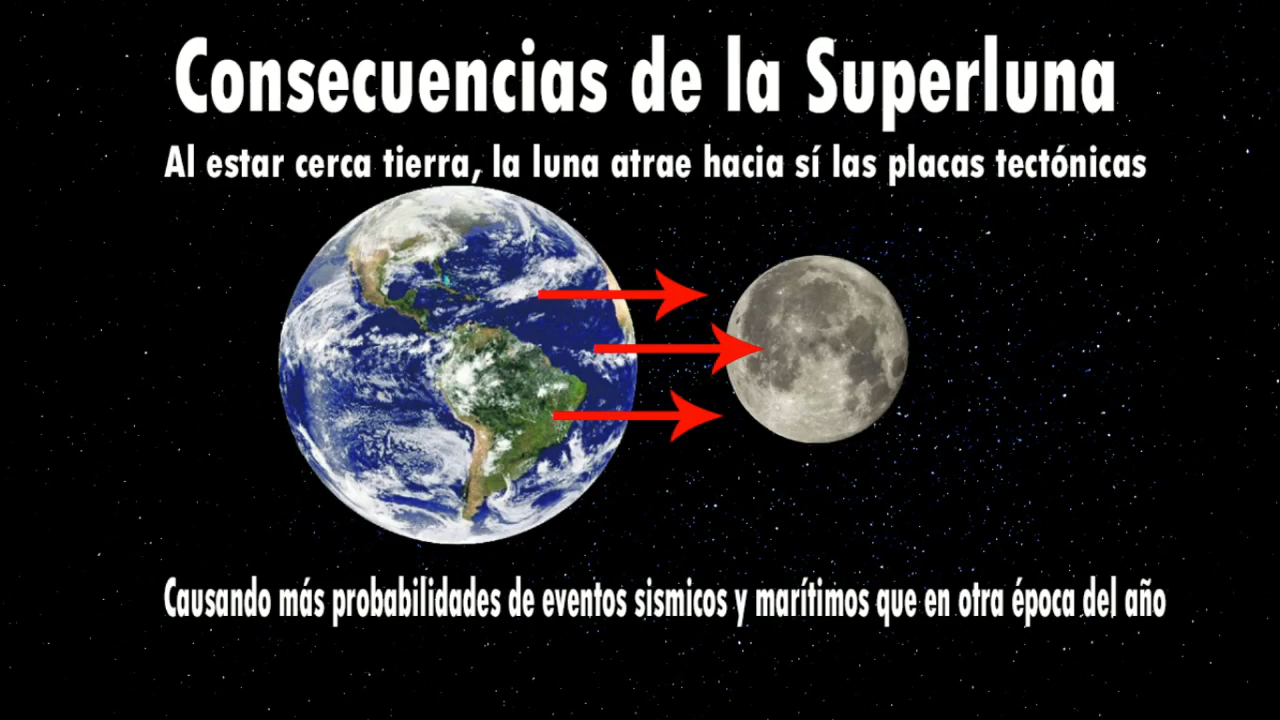 Consecuencias de la Superluna
Al estar cerca tierra, la luna atrae hacia sí las placas tectónicas
Causando más probabilidades de eventos sismicos y marítimos que en otra época del año